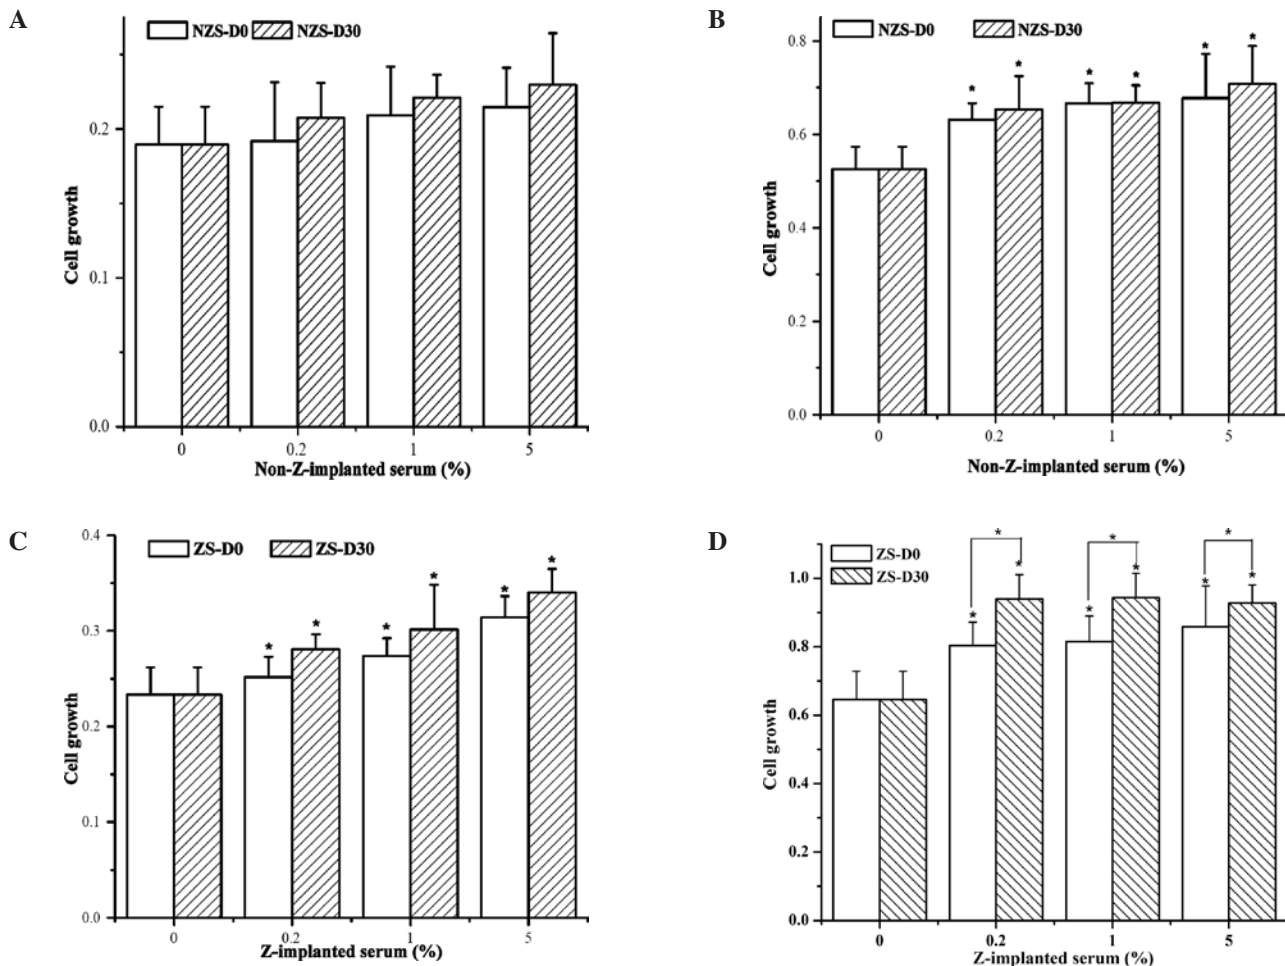 A
NZS-D0 NZS-D30
0.2
0.1
0.0
Cell growth
0 0.2 1 5
Non-Z-implanted serum (%)
B
NZS-D0 NZS-D30
0.8
0.6
0.4
0.2
0.0
Cell growth
* * * * * *
0 0.2 1 5
Non-Z-implanted serum (%)
C
ZS-D0 ZS-D30
0.4
0.3
0.2
0.1
0.0
Cell growth
* * * * * *
0 0.2 1 5
Z-implanted serum (%)
D
ZS-D0
ZS-D30
1.0
0.8
0.6
0.4
0.2
0.0
Cell growth
* * *
* * * * * *
0 0.2 1 5
Z-implanted serum (%)